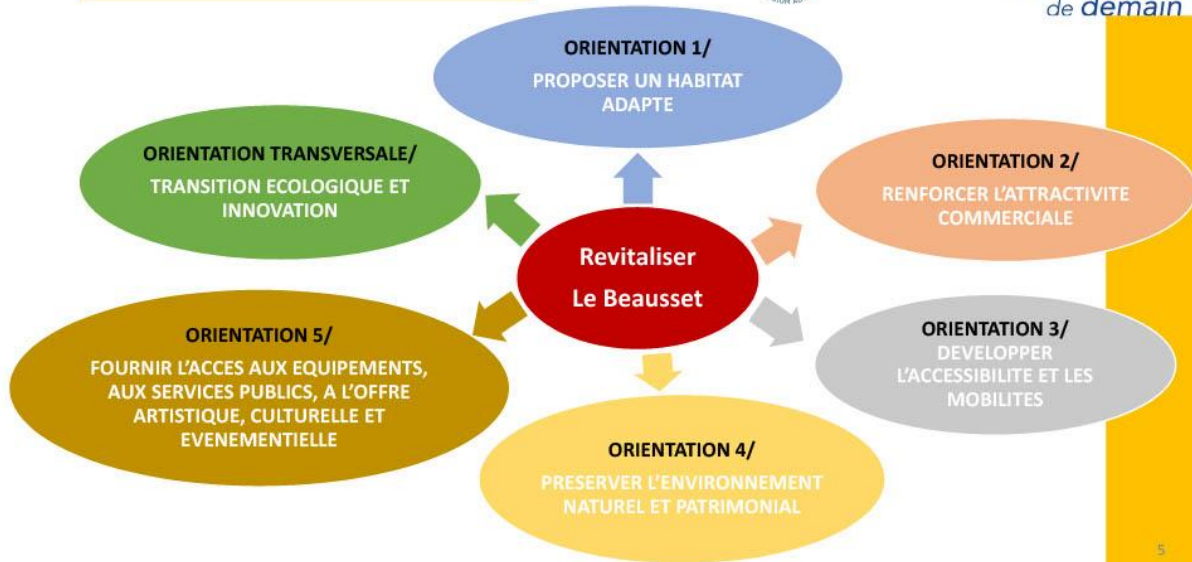 de demain
ORIENTATION 1/
PROPOSER UN HABITAT
ADAPTE
ORIENTATION TRANSVERSALE/
TRANSITION ECOLOGIQUE ET
INNOVATION
ORIENTATION 2/
RENFORCER L'ATTRACTIVITE
COMMERCIALE
Revitaliser
Le Beausset
ORIENTATION 5/
FOURNIR L'ACCES AUX EQUIPEMENTS,
AUX SERVICES PUBLICS, A L'OFFRE
ARTISTIQUE, CULTURELLE ET
EVENEMENTIELLE
ORIENTATION 3/
DEVELOPPER
L'ACCESSIBILITE ET LES
MOBILITES
ORIENTATION 4/
PRESERVER L'ENVIRONNEMENT
NATUREL ET PATRIMONIAL
5